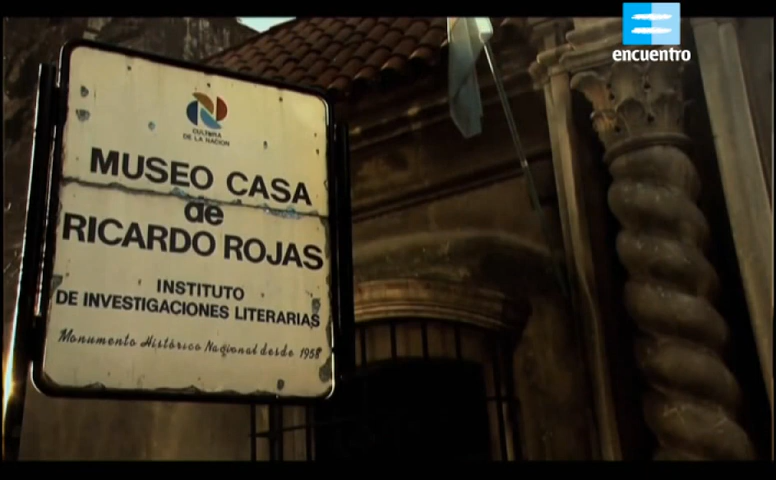 encuentro
CULTURA
DE LA NACION
MUSEO CASA
de
RICARDO ROJAS
INSTITUTO
DE INVESTIGACIONES LITERARIAS
Monumento Histórico Nacional desde 1958